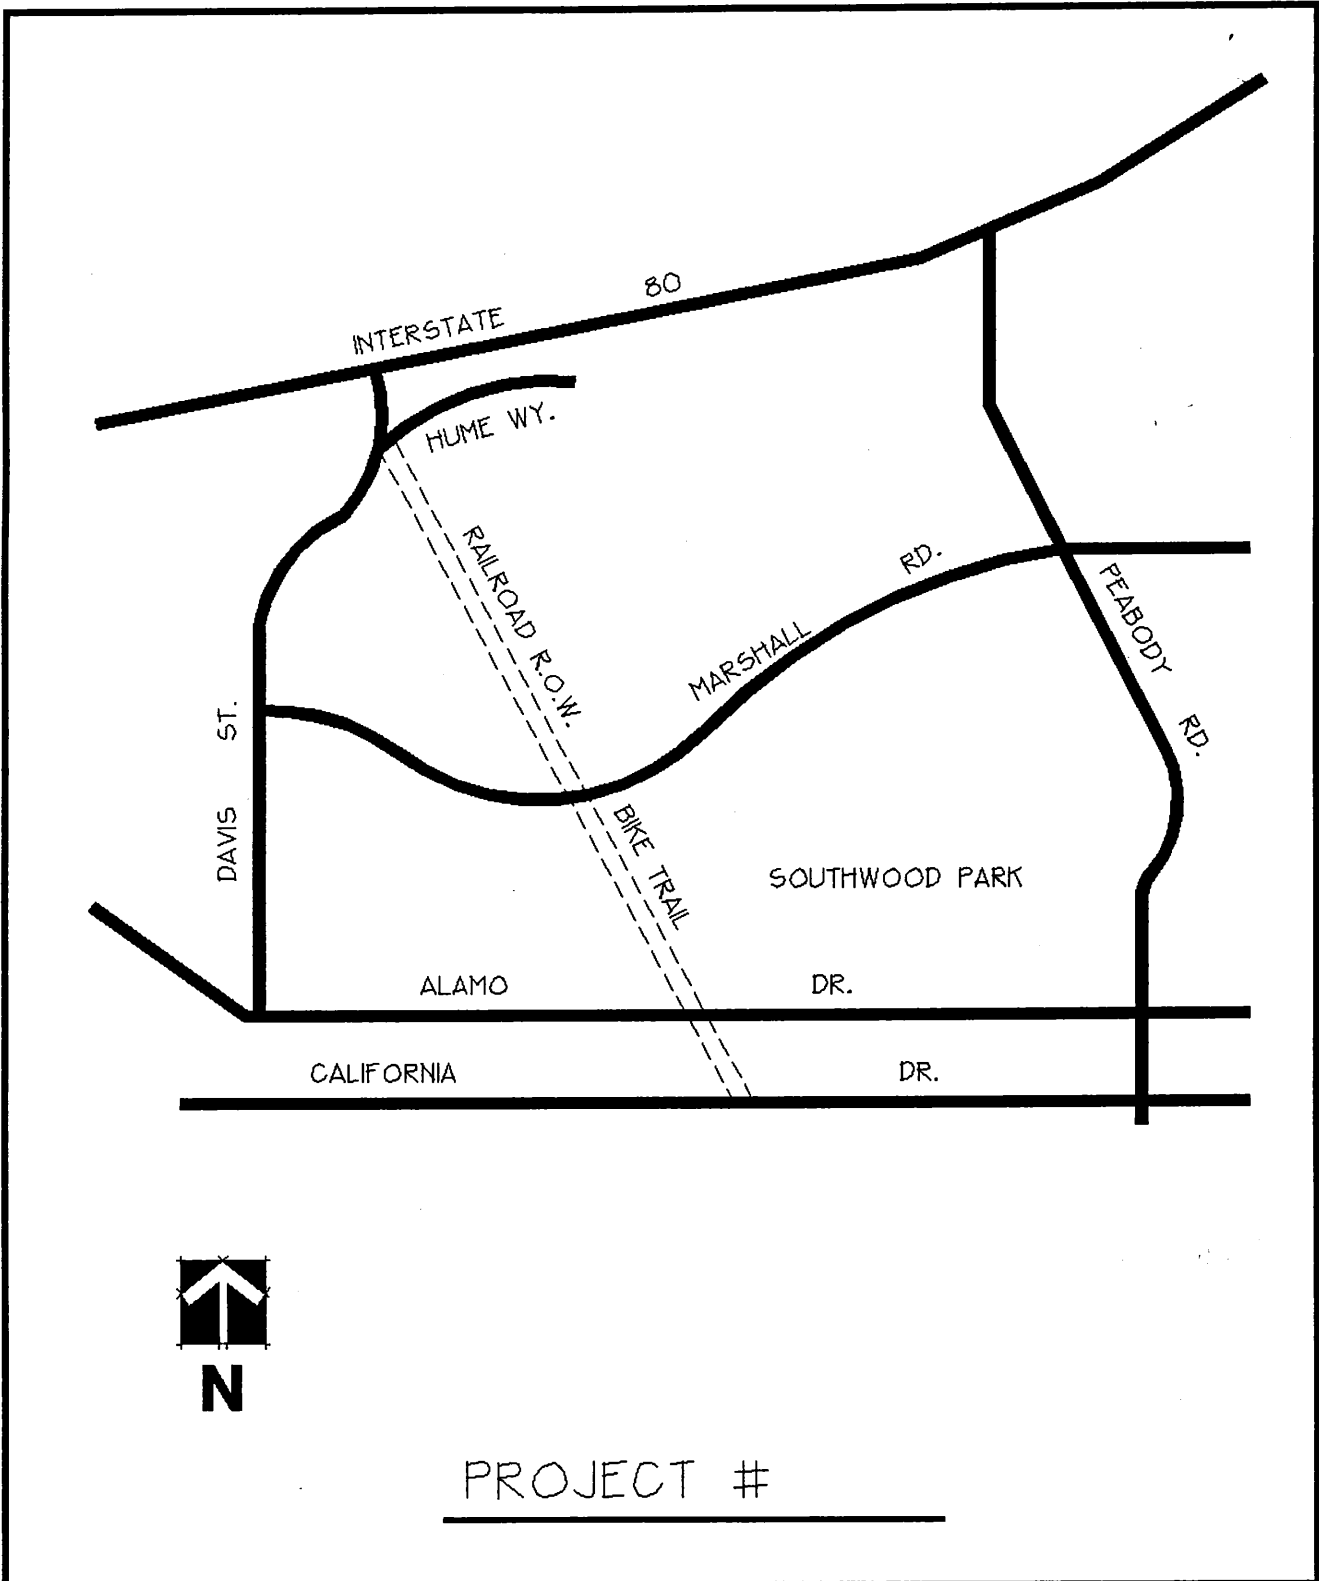 80
INTERSTATE
HUME WY.
RAILROAD R.O.W.
RD.
MARSHALL
PEABODY
RD.
DAVIS ST.
BIKE TRAIL
SOUTHWOOD PARK
ALAMO DR.
CALIFORNIA DR.
N
PROJECT #